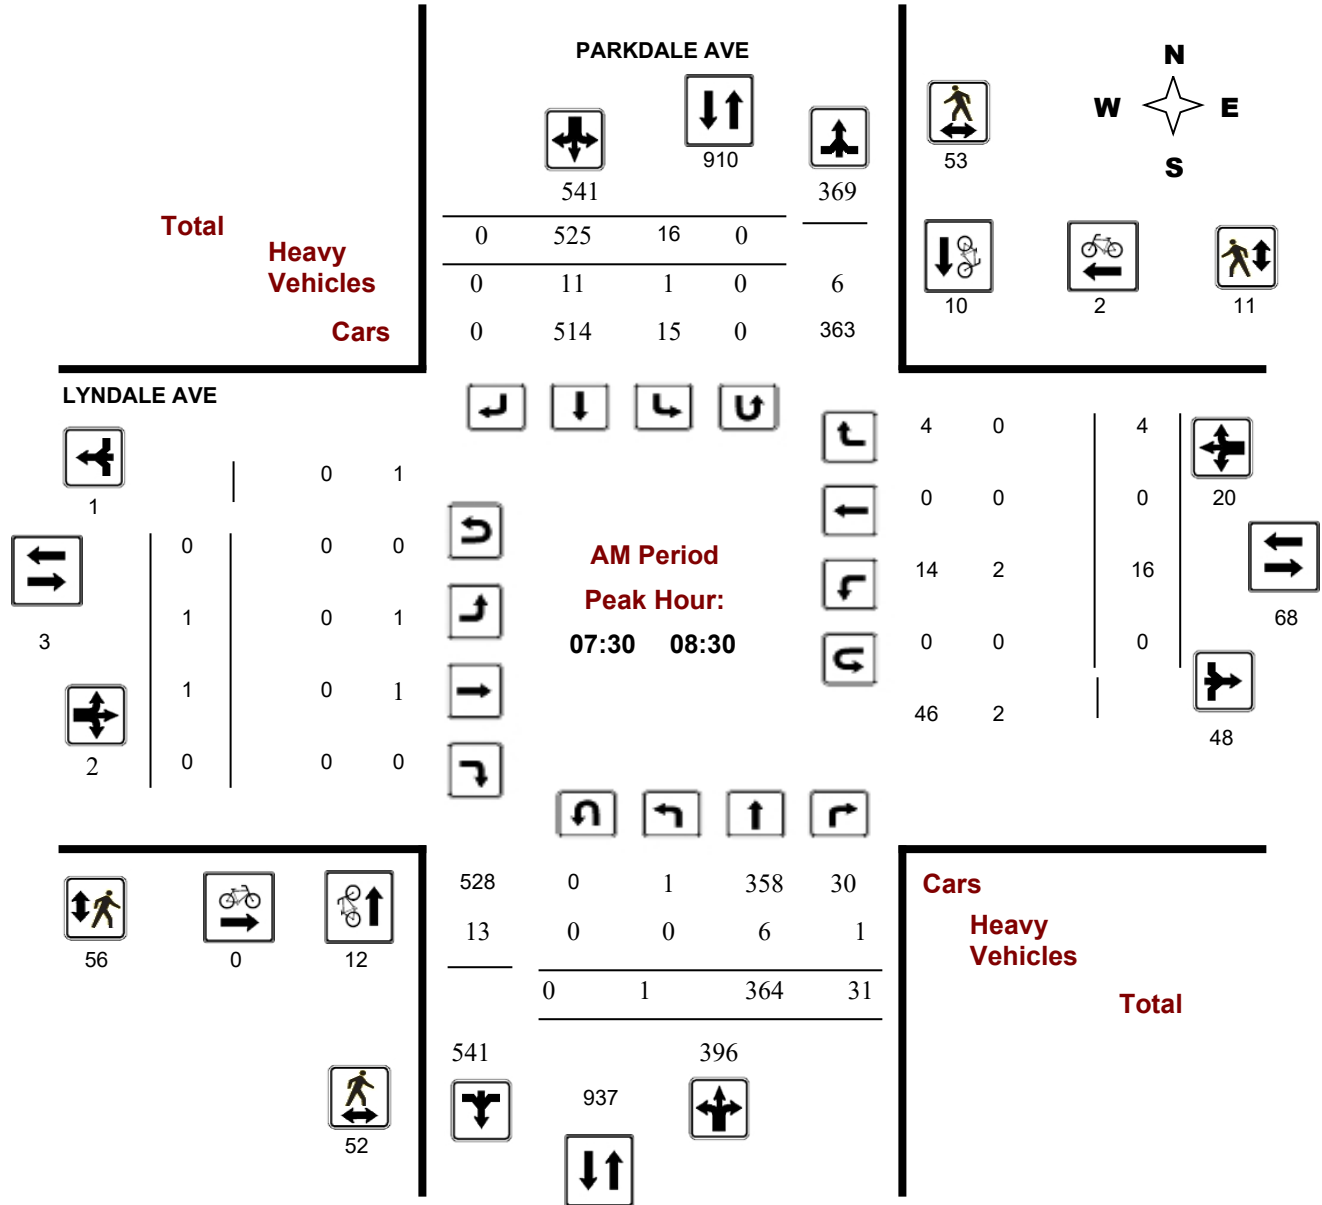 PARKDALE AVE
N
W E
S
910
53
541 369
Total 0 525 16 0
Heavy
Vehicles 0 11 1 0 6
Cars 0 514 15 0 363
10 2 11
LYNDALE AVE
4 0 4
0 1
1
0 0 0 20
0 0 0
AM Period
14 2 16
Peak Hour:
1 0 1 68
3 07:30 08:30 0 0 0
1 0 1
46 2
48
2 0 0 0
528 0 1 358 30 Cars
13 0 0 6 1 Heavy
Vehicles
56 0 12
0 1 364 31 Total
541 396
937
52